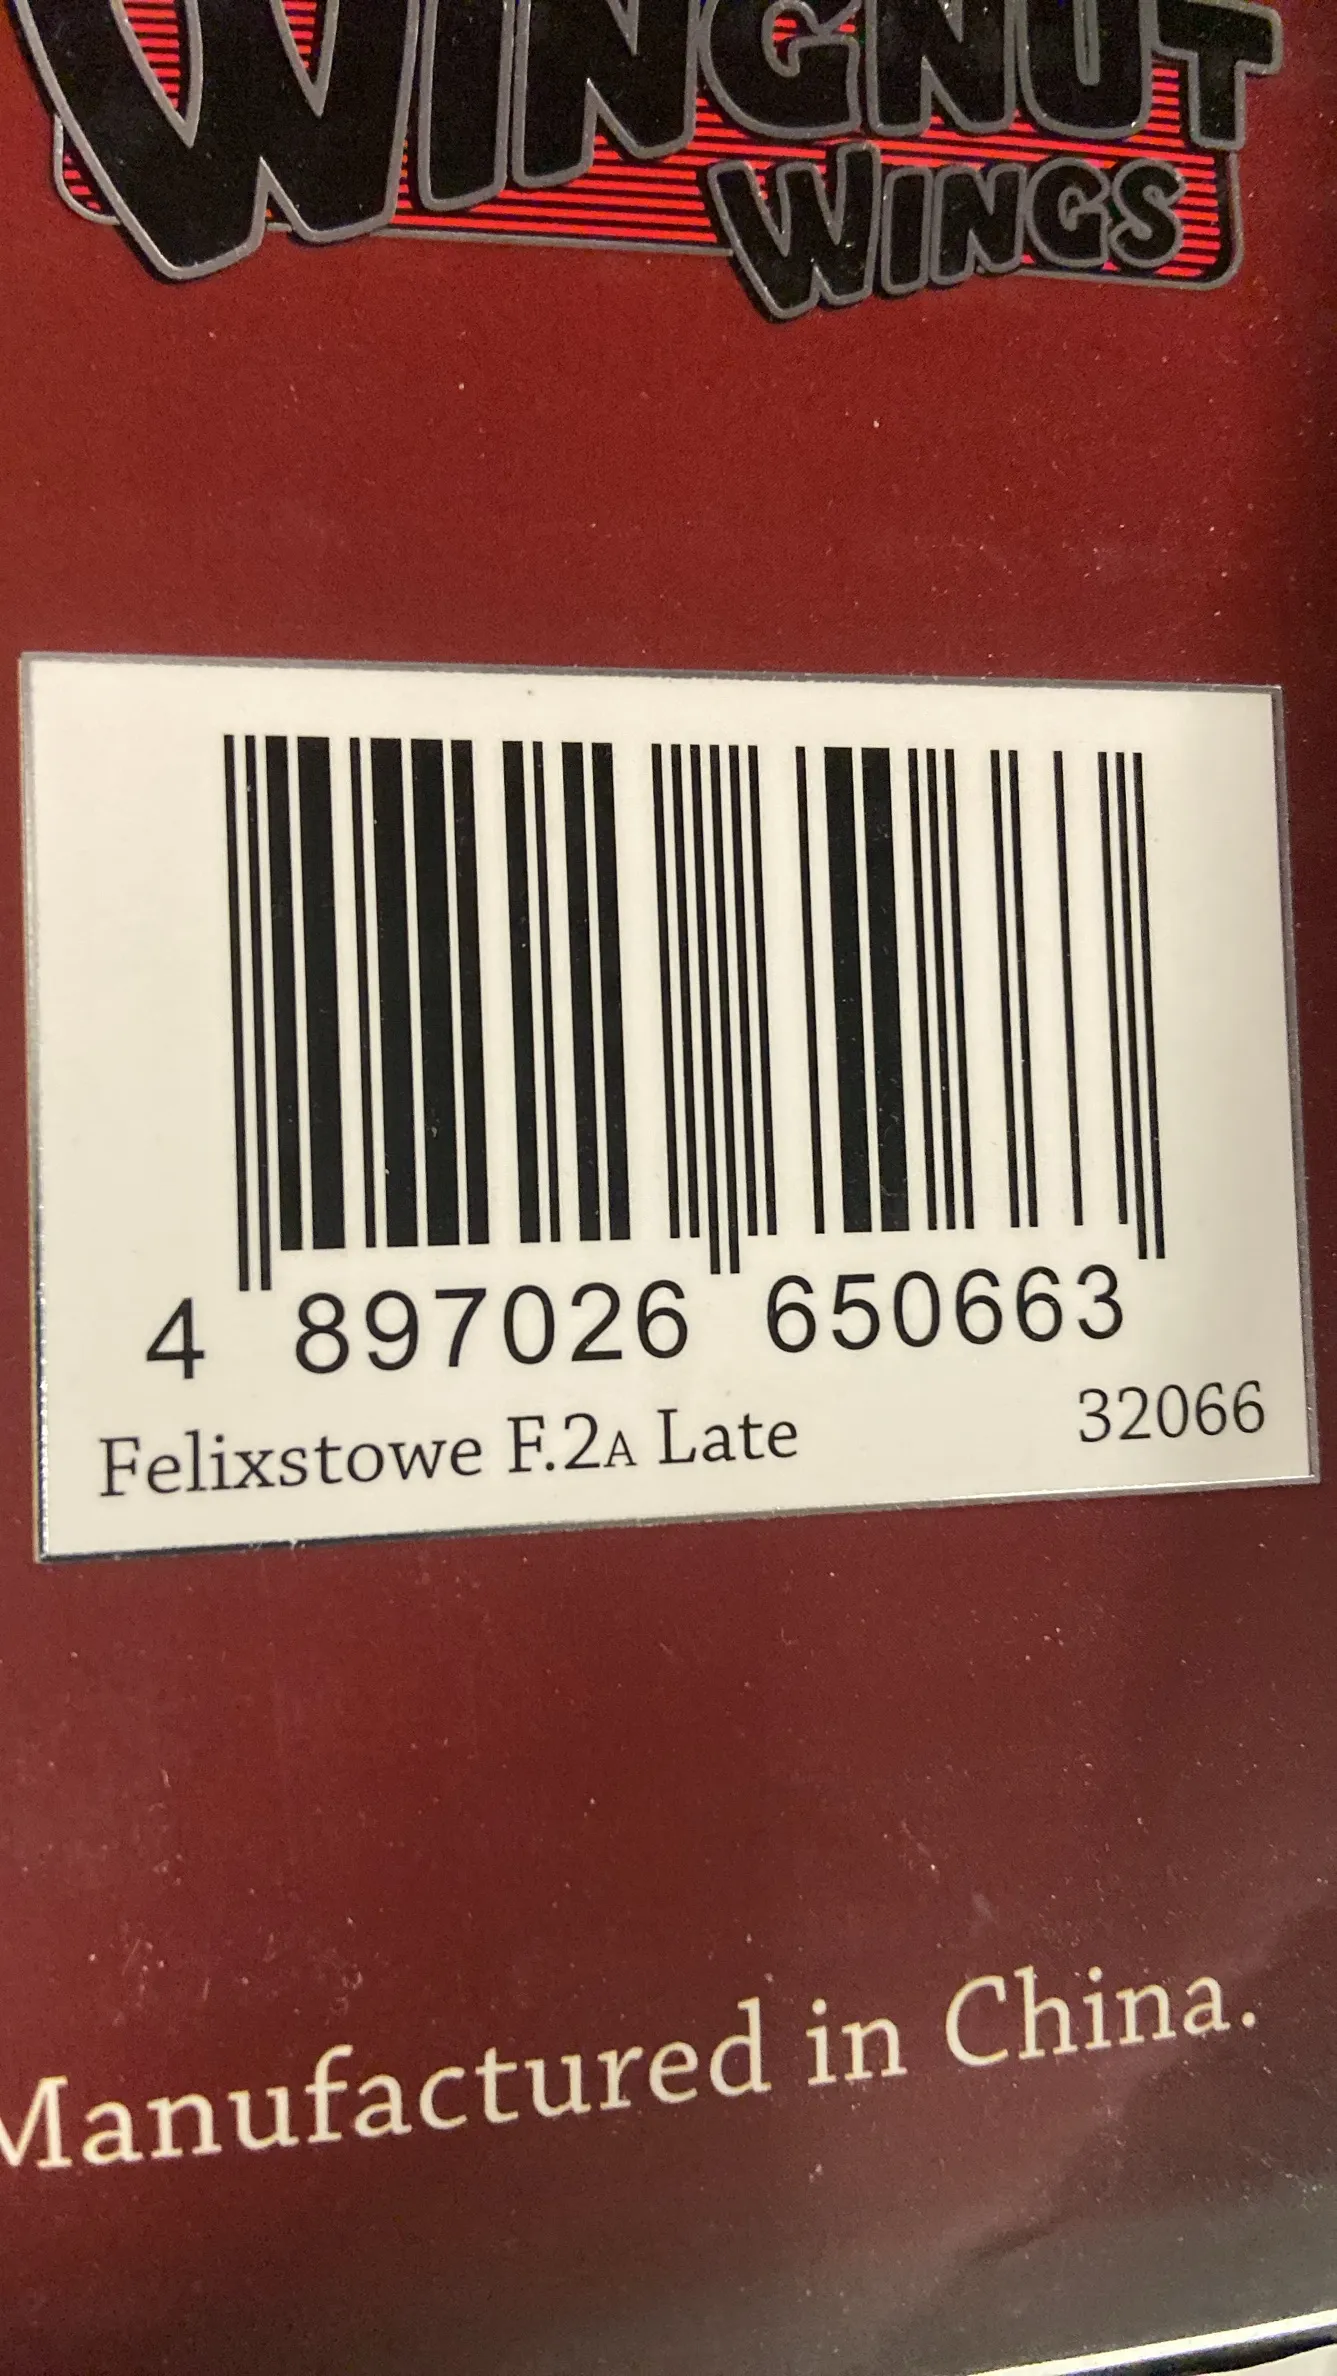 WINGNUT
WINGS
4 897026 650663
Felixstowe F.2A Late 32066
Manufactured in China.